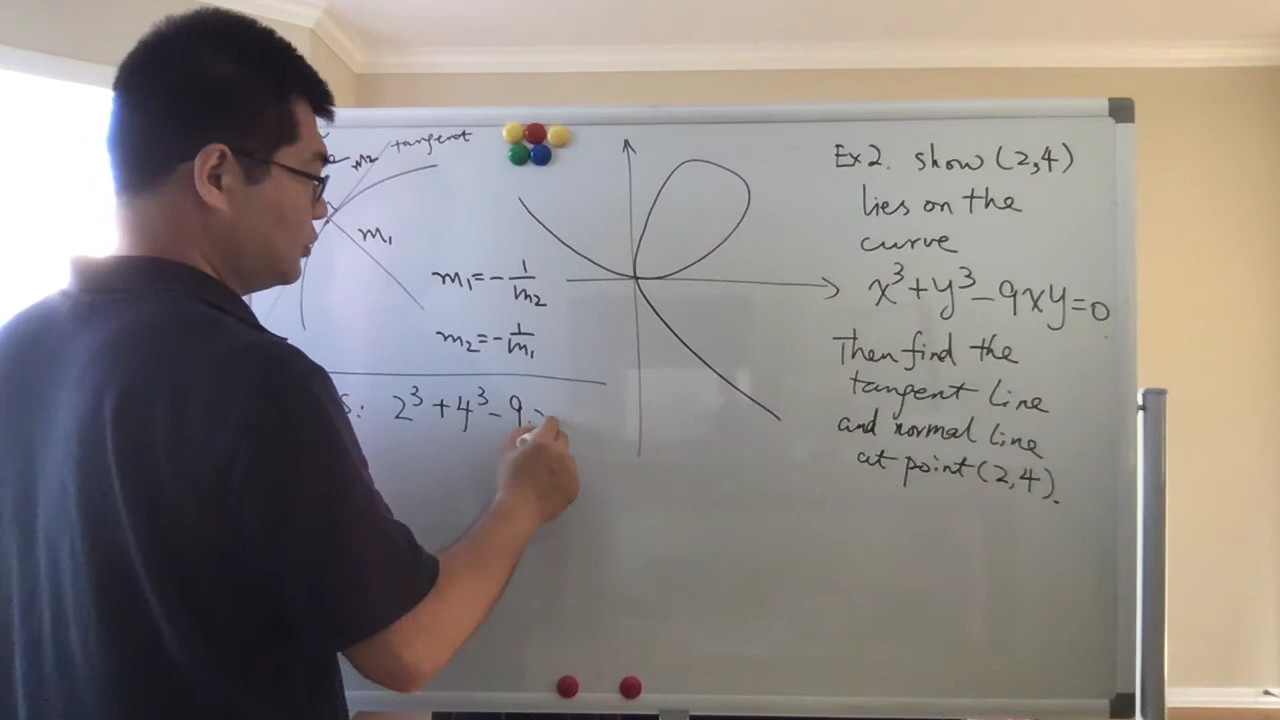 m₂ tangent
m₁
m₁=-1/m₂
m₂=-1/m₁
S: 2³+4³-9.
Ex2. show (2,4)
lies on the
curve
x³+y³-9xy=0
Then find the
tangent line
and normal line
at point (2,4).